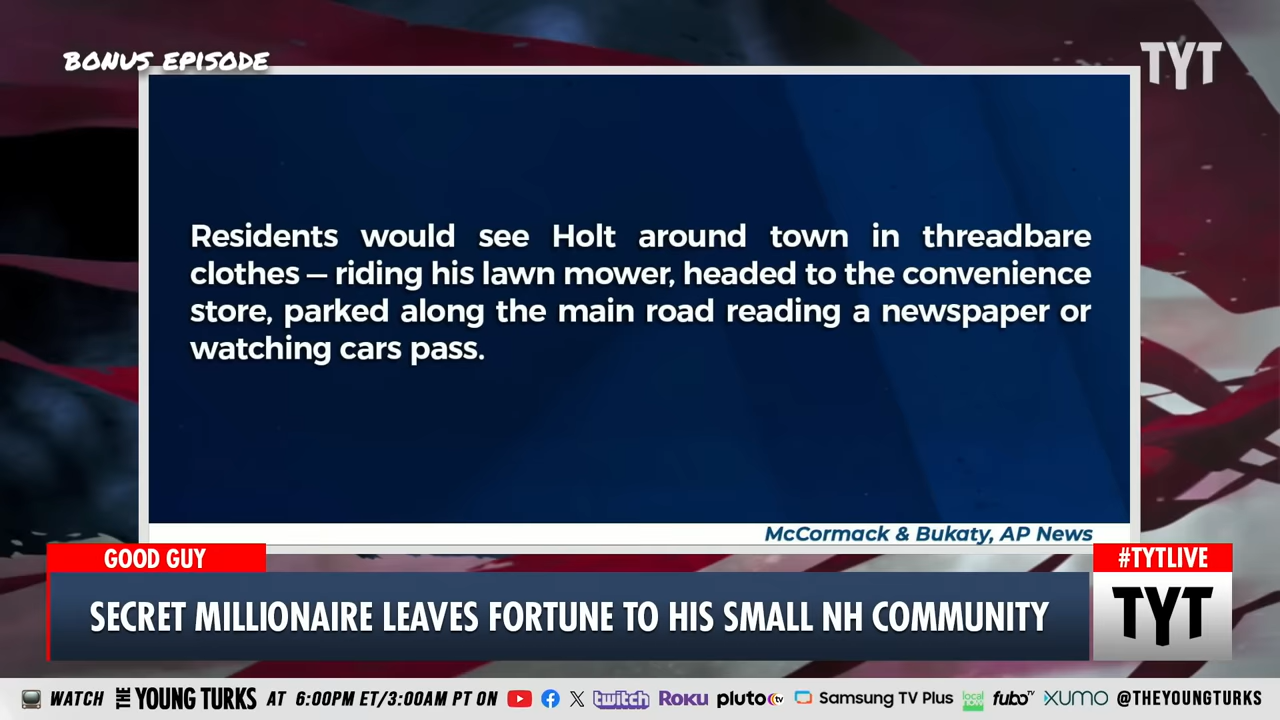 BONUS EPISODE
TYT
Residents would see Holt around town in threadbare
clothes — riding his lawn mower, headed to the convenience
store, parked along the main road reading a newspaper or
watching cars pass.
McCormack & Bukaty, AP News
GOOD GUY
#TYTLIVE
SECRET MILLIONAIRE LEAVES FORTUNE TO HIS SMALL NH COMMUNITY
TYT
WATCH THE YOUNG TURKS AT 6:00PM ET/3:00AM PT ON twitch Roku pluto tv Samsung TV Plus local now fubo TV XUMO @THEYOUNGTURKS